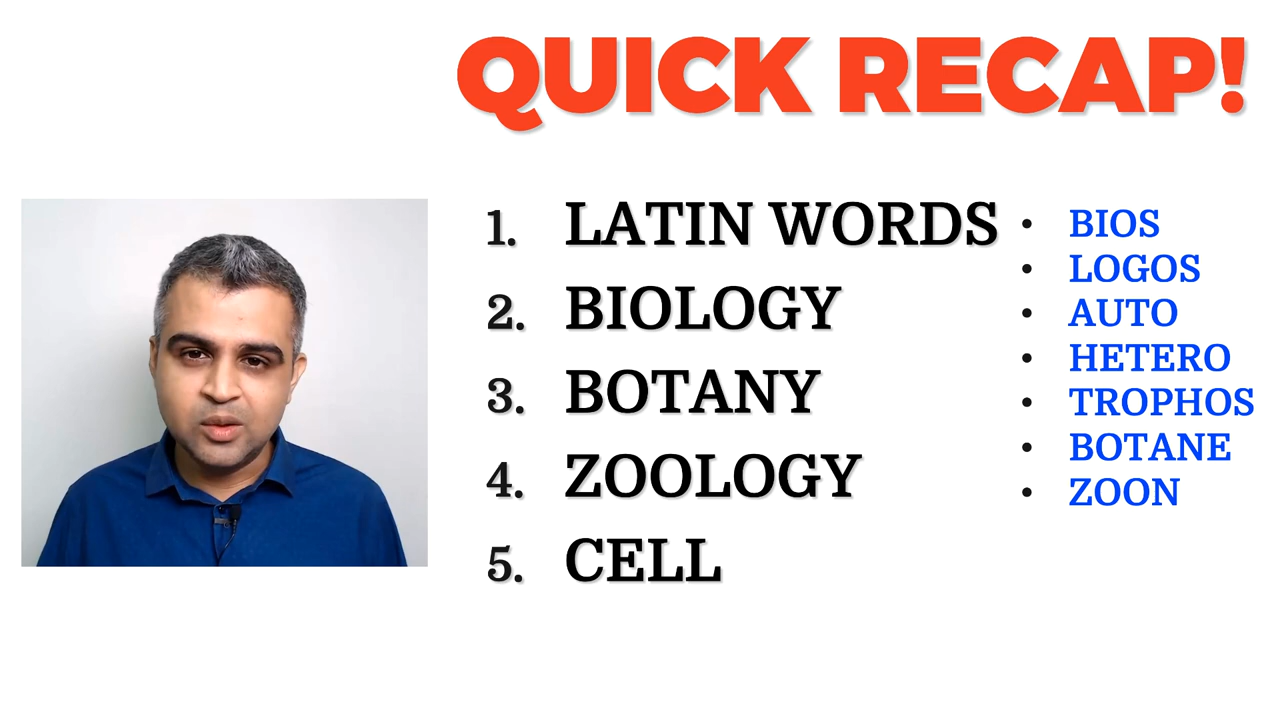 QUICK RECAP!
1. LATIN WORDS
2. BIOLOGY
3. BOTANY
4. ZOOLOGY
5. CELL
• BIOS
• LOGOS
• AUTO
• HETERO
• TROPHOS
• BOTANE
• ZOON